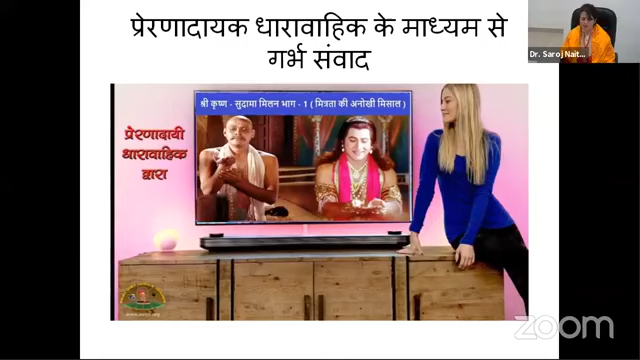 प्रेरणादायक धारावाहिक के माध्यम से
गर्भ संवाद
Dr. Saroj Nait...
श्री कृष्ण - सुदामा मिलन भाग - 1 ( मित्रता की अनोखी मिसाल )
प्रेरणादायी
धारावाहिक
द्वारा
zoom